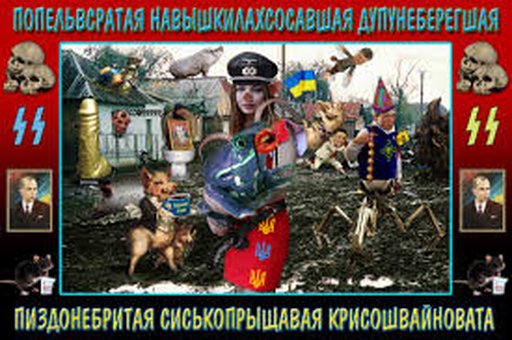 ПОПЕЛЬВСРАТАЯ НАВЫШКИЛАХСОСАВШАЯ ДУПУНЕБЕРЕГШАЯ
ПИЗДОНЕБРИТАЯ СИСЬКОПРЫЩАВАЯ КРИСОШВАЙНОВАТА